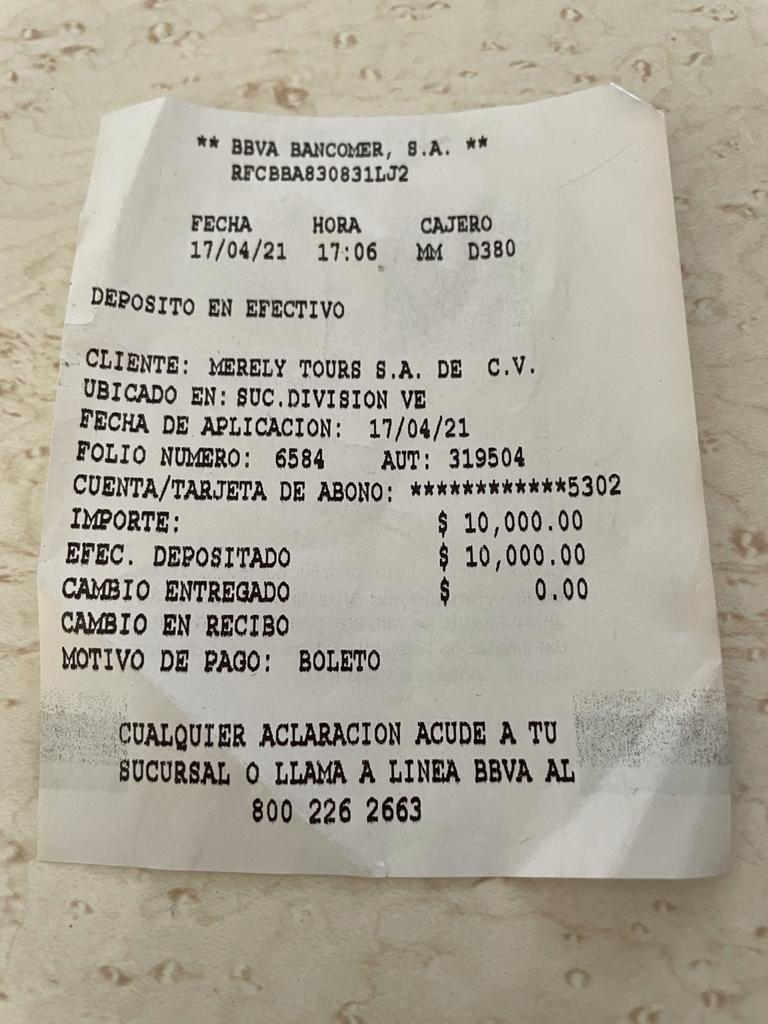 ** BBVA BANCOMER, S.A. **
RFCBBA830831LJ2
FECHA HORA CAJERO
17/04/21 17:06 MM D380
DEPOSITO EN EFECTIVO
CLIENTE: MERELY TOURS S.A. DE C.V.
UBICADO EN: SUC.DIVISION VE
FECHA DE APLICACION: 17/04/21
FOLIO NUMERO: 6584 AUT: 319504
CUENTA/TARJETA DE ABONO: ************5302
IMPORTE: $ 10,000.00
EFEC. DEPOSITADO $ 10,000.00
CAMBIO ENTREGADO $ 0.00
CAMBIO EN RECIBO
MOTIVO DE PAGO: BOLETO
CUALQUIER ACLARACION ACUDE A TU
SUCURSAL O LLAMA A LINEA BBVA AL
800 226 2663